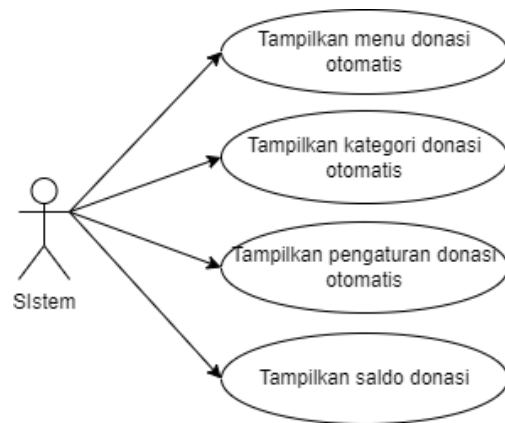 Tampilkan menu donasi
otomatis
Tampilkan kategori donasi
otomatis
Tampilkan pengaturan donasi
otomatis
SIstem
Tampilkan saldo donasi